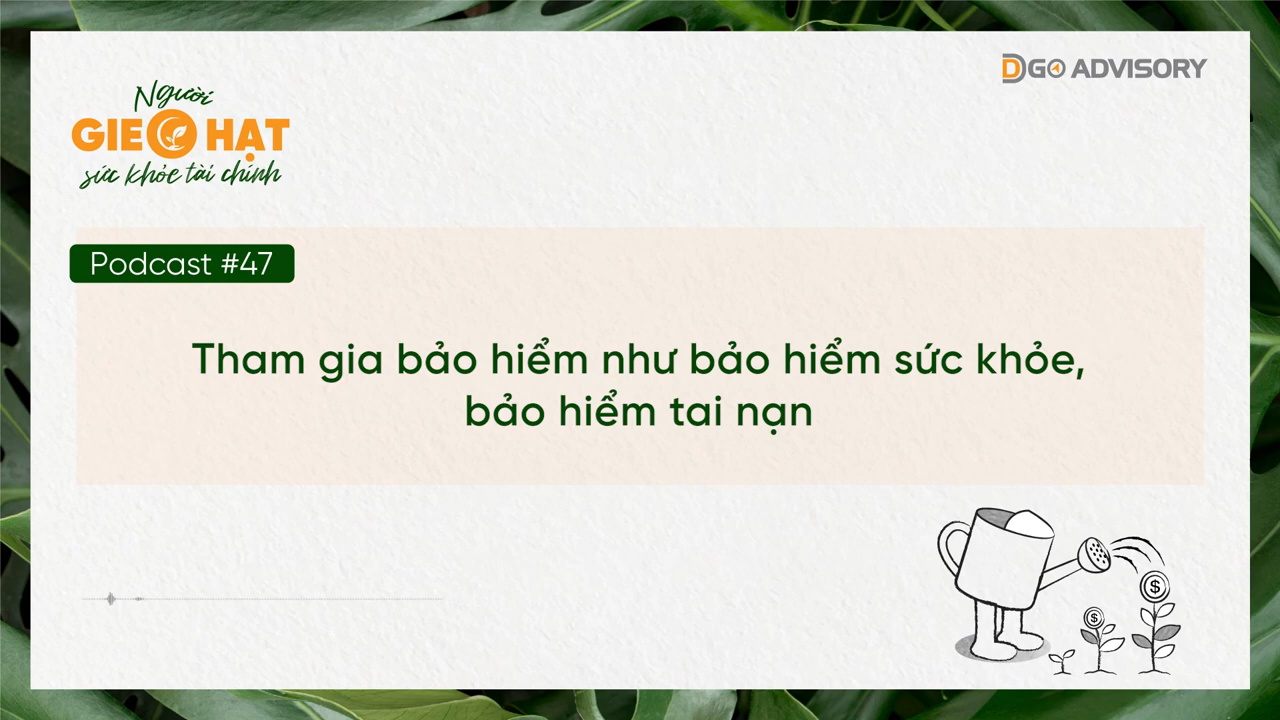 Người
GIEO HẠT
sức khỏe tài chính
DGO ADVISORY
Podcast #47
Tham gia bảo hiểm như bảo hiểm sức khỏe,
bảo hiểm tai nạn
$
$